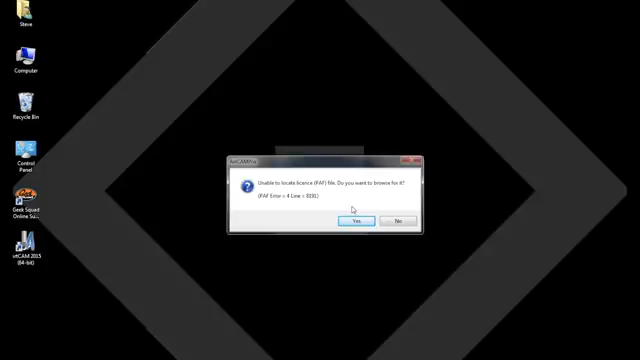 Steve
Computer
Recycle Bin
Control
Panel
Geek Squad
Online Su...
ArtCAM 2015
(64-bit)
ArtCAMPro
Unable to locate licence (PAF) file. Do you want to browse for it?
(PAF Error = 4 Line = 8191)
Yes
No